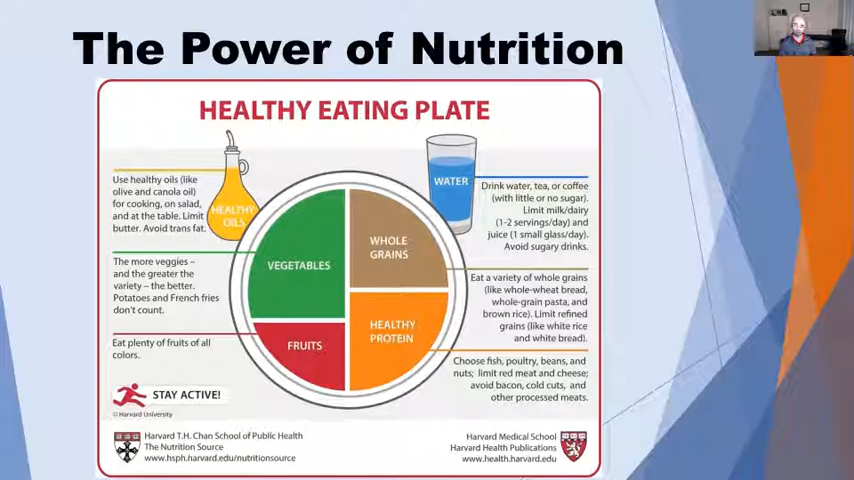 The Power of Nutrition
HEALTHY EATING PLATE
Use healthy oils (like
olive and canola oil)
for cooking, on salad,
and at the table. Limit
butter. Avoid trans fat.
HEALTHY
OILS
WATER
Drink water, tea, or coffee
(with little or no sugar).
Limit milk/dairy
(1-2 servings/day) and
juice (1 small glass/day).
Avoid sugary drinks.
The more veggies –
and the greater the
variety – the better.
Potatoes and French fries
don't count.
VEGETABLES
WHOLE
GRAINS
Eat a variety of whole grains
(like whole-wheat bread,
whole-grain pasta, and
brown rice). Limit refined
grains (like white rice
and white bread).
Eat plenty of fruits of all
colors.
FRUITS
HEALTHY
PROTEIN
Choose fish, poultry, beans, and
nuts; limit red meat and cheese;
avoid bacon, cold cuts, and
other processed meats.
STAY ACTIVE!
© Harvard University
Harvard T.H. Chan School of Public Health
The Nutrition Source
www.hsph.harvard.edu/nutritionsource
Harvard Medical School
Harvard Health Publications
www.health.harvard.edu